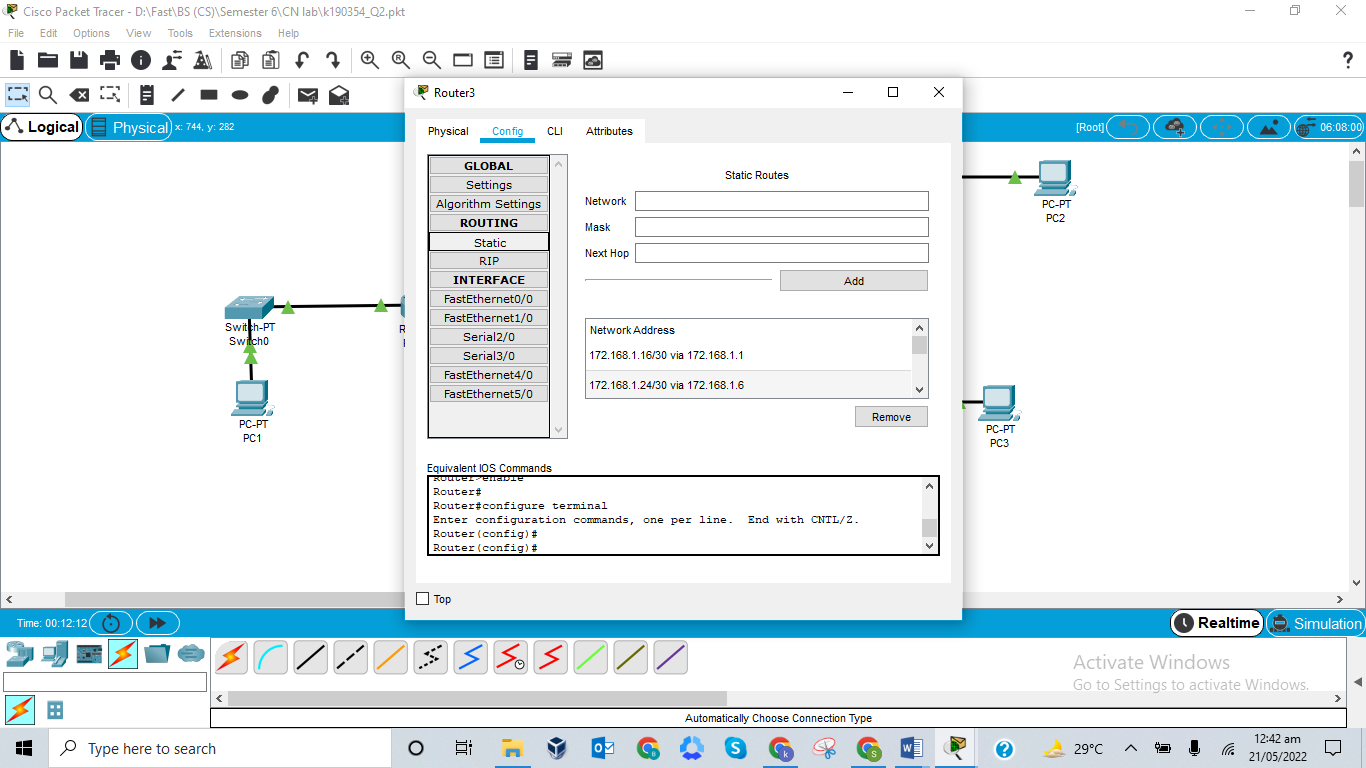 Cisco Packet Tracer - D:\Fast\BS (CS)\Semester 6\CN lab\k190354_Q2.pkt
File Edit Options View Tools Extensions Help
Logical
Physical
x: 744, y: 282
[Root]
06:08:00
Router3
Physical Config CLI Attributes
GLOBAL
Settings
Algorithm Settings
ROUTING
Static
RIP
INTERFACE
FastEthernet0/0
FastEthernet1/0
Serial2/0
Serial3/0
FastEthernet4/0
FastEthernet5/0
Static Routes
Network
Mask
Next Hop
Add
Network Address
172.168.1.16/30 via 172.168.1.1
172.168.1.24/30 via 172.168.1.6
Remove
Equivalent IOS Commands
Router>enable
Router#
Router#configure terminal
Enter configuration commands, one per line. End with CNTL/Z.
Router(config)#
Router(config)#
Top
Switch-PT
Switch0
PC-PT
PC1
PC-PT
PC2
PC-PT
PC3
Time: 00:12:12
Realtime
Simulation
Activate Windows
Go to Settings to activate Windows.
Automatically Choose Connection Type
Type here to search
29°C
12:42 am
21/05/2022